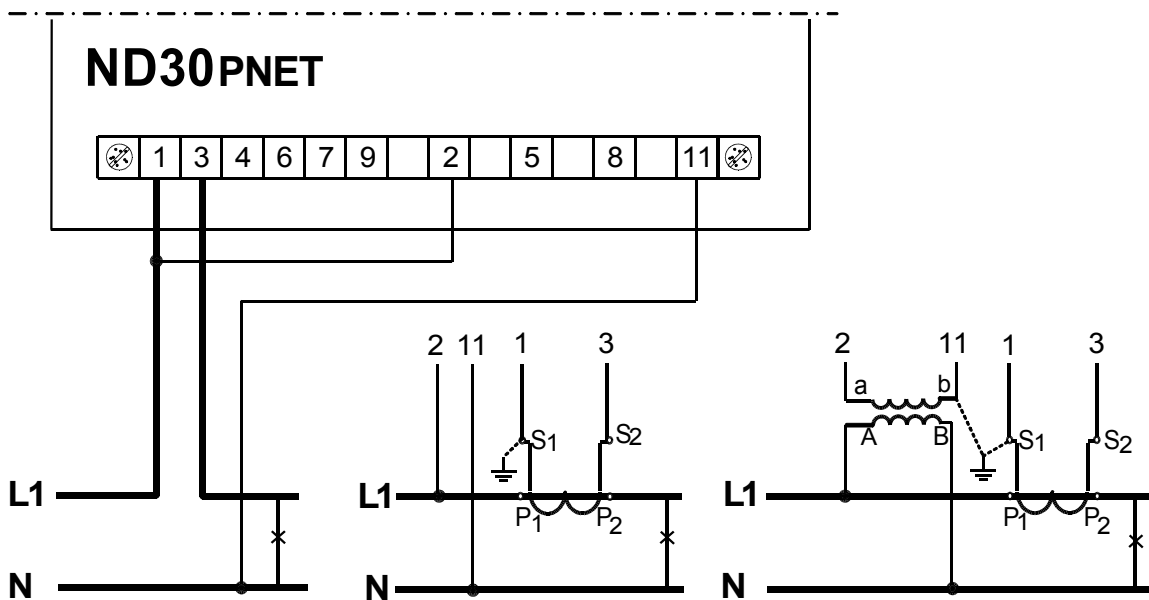 ND30PNET
1 3 4 6 7 9 2 5 8 11
2 11 1 3
2 11 1 3
a b
S1 S2
A B S1 S2
L1
L1 P1 P2
L1 P1 P2
N
N
N